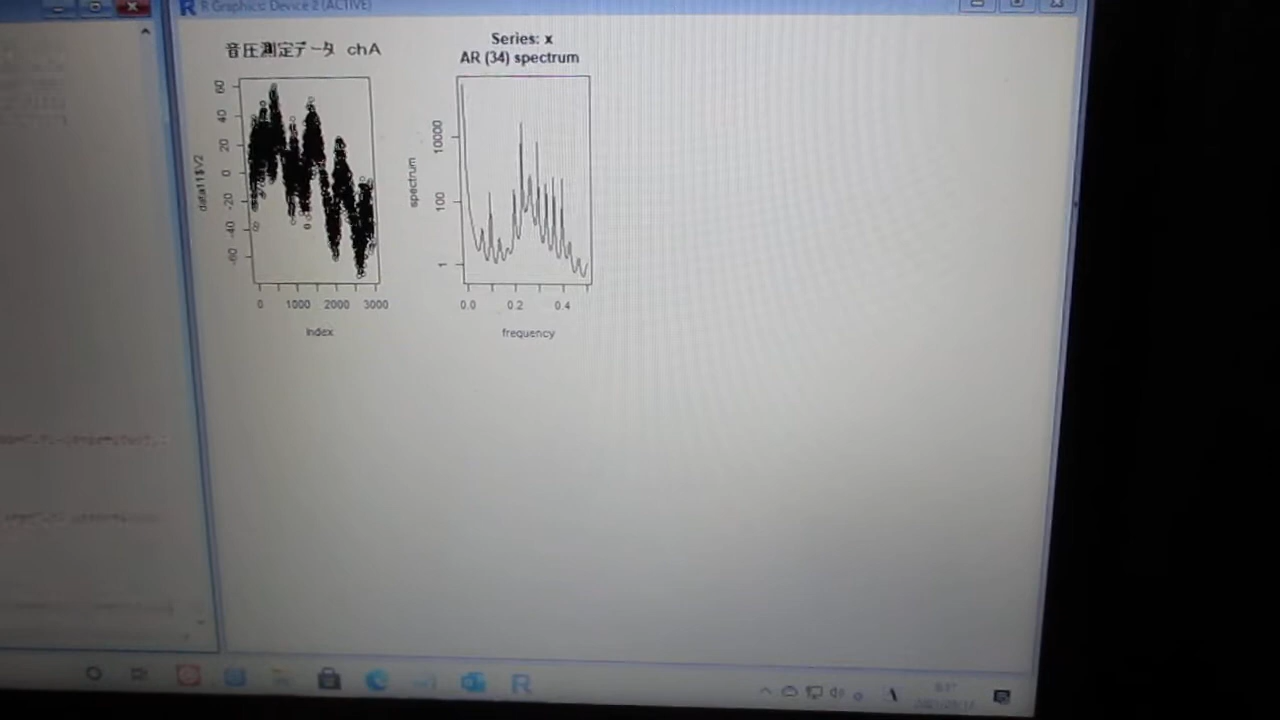 R Graphics: Device 2 (ACTIVE)
音圧測定データ chA
60
40
20
0
-20
-40
-60
data11$V2
0 1000 2000 3000
Index
Series: x
AR (34) spectrum
10000
100
1
spectrum
0.0 0.2 0.4
frequency